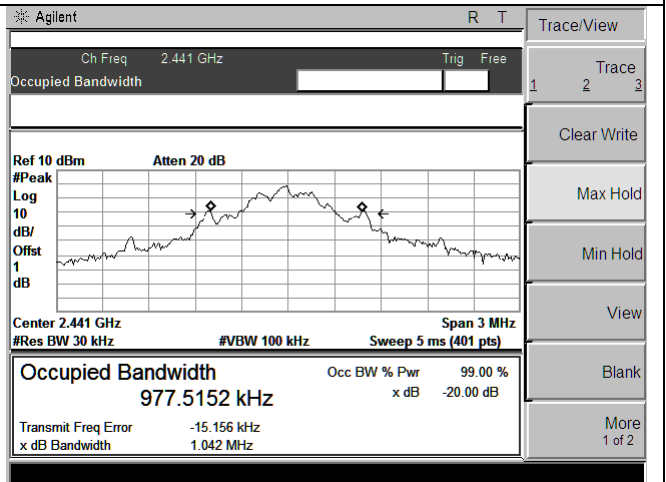 Agilent R T
Ch Freq 2.441 GHz Trig Free
Occupied Bandwidth
Ref 10 dBm Atten 20 dB
#Peak
Log
10
dB/
Offst
1
dB
Center 2.441 GHz Span 3 MHz
#Res BW 30 kHz #VBW 100 kHz Sweep 5 ms (401 pts)
Occupied Bandwidth Occ BW % Pwr 99.00 %
977.5152 kHz x dB -20.00 dB
Transmit Freq Error -15.156 kHz
x dB Bandwidth 1.042 MHz
Trace/View
Trace
1 2 3
Clear Write
Max Hold
Min Hold
View
Blank
More
1 of 2